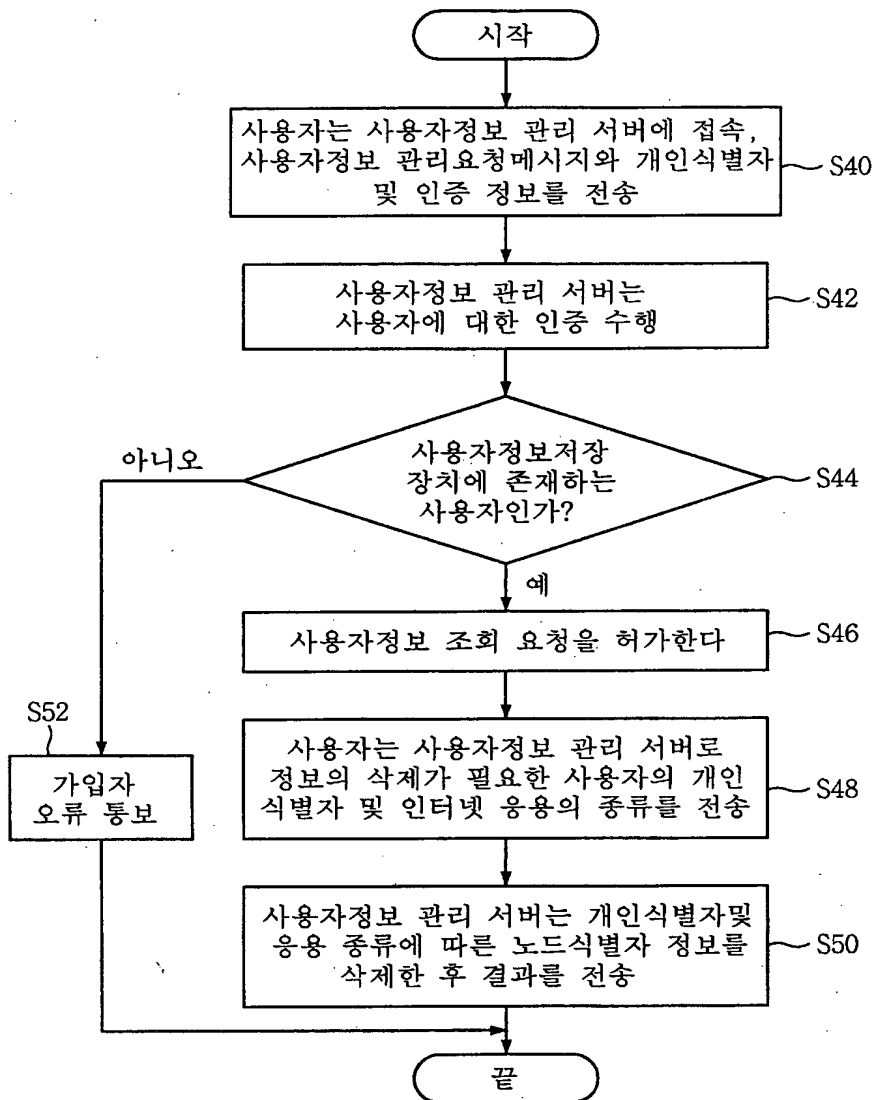 시작
사용자는 사용자정보 관리 서버에 접속,
사용자정보 관리요청메시지와 개인식별자
및 인증 정보를 전송
S40
사용자정보 관리 서버는
사용자에 대한 인증 수행
S42
아니오
사용자정보저장
장치에 존재하는
사용자인가?
S44
예
사용자정보 조회 요청을 허가한다
S46
S52
가입자
오류 통보
사용자는 사용자정보 관리 서버로
정보의 삭제가 필요한 사용자의 개인
식별자 및 인터넷 응용의 종류를 전송
S48
사용자정보 관리 서버는 개인식별자및
응용 종류에 따른 노드식별자 정보를
삭제한 후 결과를 전송
S50
끝